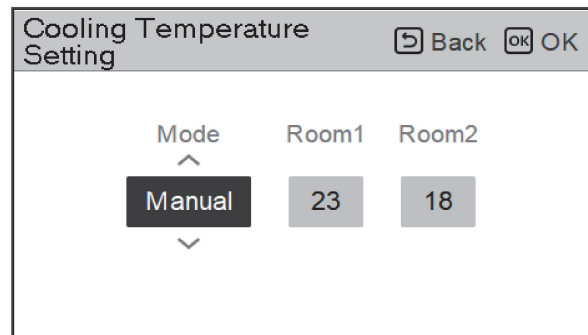 Cooling Temperature
Setting
Back OK OK
Mode Room1 Room2
Manual 23 18